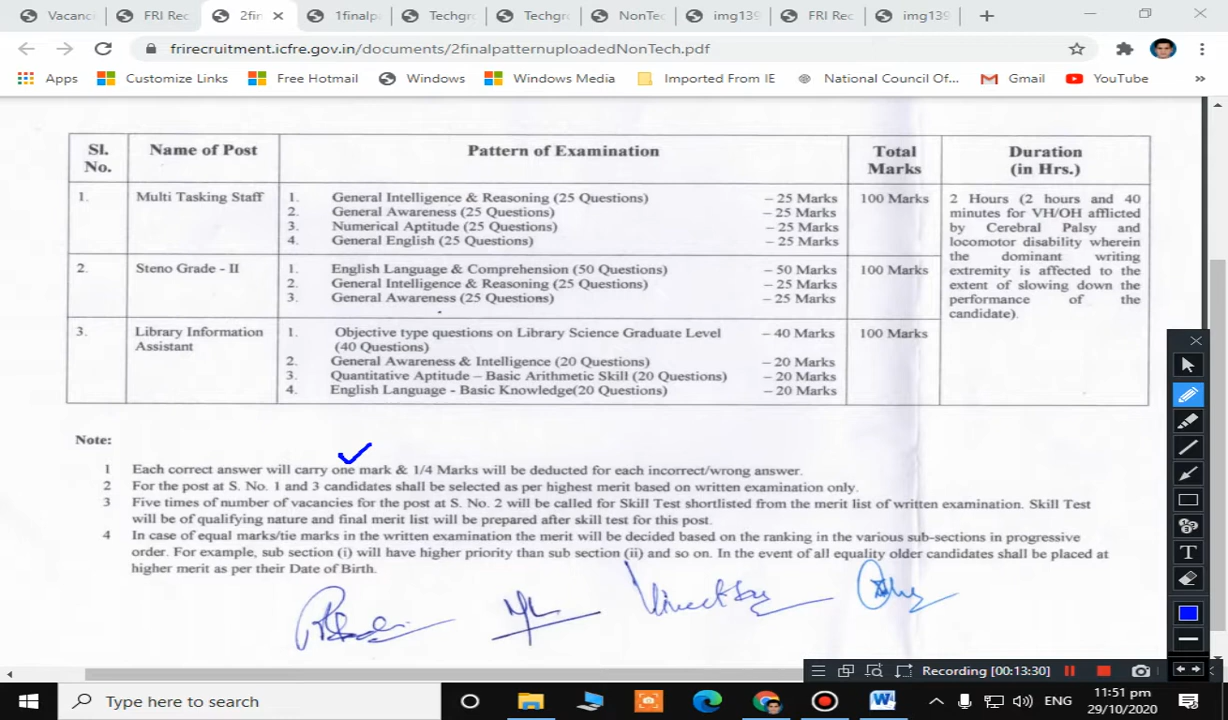 Vacanci
FRI Rec
2fin
1finalp
Techgr
Techgr
NonTec
img139
FRI Rec
img139
frirecruitment.icfre.gov.in/documents/2finalpatternuploadedNonTech.pdf
Apps
Customize Links
Free Hotmail
Windows
Windows Media
Imported From IE
National Council Of...
Gmail
YouTube
»
Sl. No.
Name of Post
Pattern of Examination
Total Marks
Duration (in Hrs.)
1.
Multi Tasking Staff
1. General Intelligence & Reasoning (25 Questions) – 25 Marks
2. General Awareness (25 Questions) – 25 Marks
3. Numerical Aptitude (25 Questions) – 25 Marks
4. General English (25 Questions) – 25 Marks
100 Marks
2 Hours (2 hours and 40
minutes for VH/OH afflicted
by Cerebral Palsy and
locomotor disability wherein
the dominant writing
extremity is affected to the
extent of slowing down the
performance of the
candidate).
2.
Steno Grade - II
1. English Language & Comprehension (50 Questions) – 50 Marks
2. General Intelligence & Reasoning (25 Questions) – 25 Marks
3. General Awareness (25 Questions) – 25 Marks
100 Marks
3.
Library Information
Assistant
1. Objective type questions on Library Science Graduate Level – 40 Marks
(40 Questions)
2. General Awareness & Intelligence (20 Questions) – 20 Marks
3. Quantitative Aptitude – Basic Arithmetic Skill (20 Questions) – 20 Marks
4. English Language - Basic Knowledge(20 Questions) – 20 Marks
100 Marks
Note:
1 Each correct answer will carry one mark & 1/4 Marks will be deducted for each incorrect/wrong answer.
2 For the post at S. No. 1 and 3 candidates shall be selected as per highest merit based on written examination only.
3 Five times of number of vacancies for the post at S. No. 2 will be called for Skill Test shortlisted from the merit list of written examination. Skill Test
will be of qualifying nature and final merit list will be prepared after skill test for this post.
4 In case of equal marks/tie marks in the written examination the merit will be decided based on the ranking in the various sub-sections in progressive
order. For example, sub section (i) will have higher priority than sub section (ii) and so on. In the event of all equality older candidates shall be placed at
higher merit as per their Date of Birth.
Recording [00:13:30]
Type here to search
ENG
11:51 pm
29/10/2020